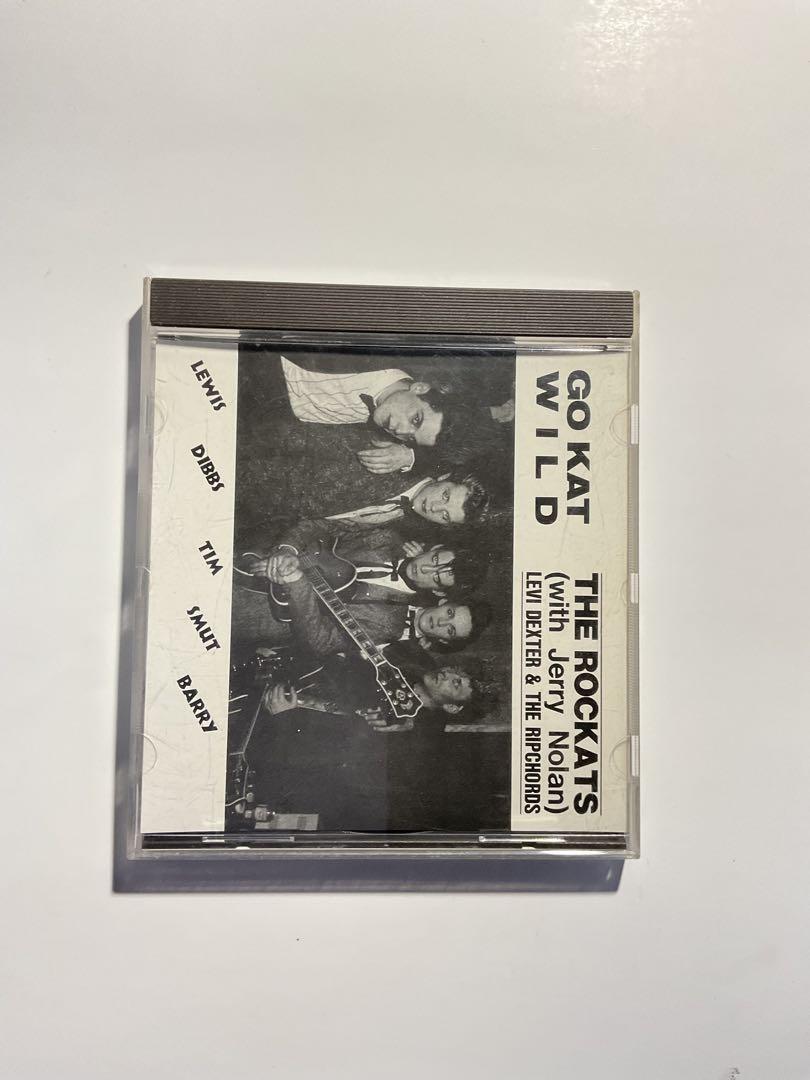 GO KAT
WILD
THE ROCKATS
(with Jerry Nolan)
LEVI DEXTER & THE RIPCHORDS
LEWIS DIBBS TIM SMUT BARRY